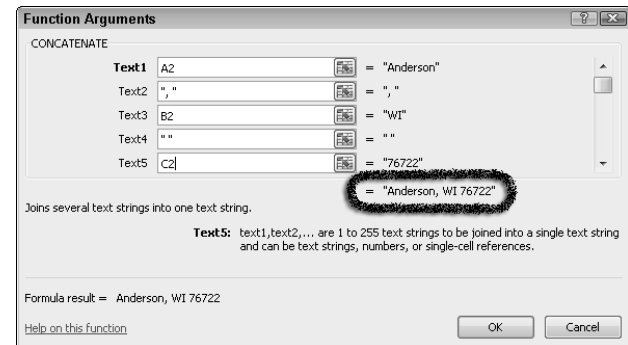 Function Arguments
CONCATENATE
Text1 A2 = "Anderson"
Text2 ", " = ", "
Text3 B2 = "WI"
Text4 " " = " "
Text5 C2 = "76722"
= "Anderson, WI 76722"
Joins several text strings into one text string.
Text5: text1,text2,... are 1 to 255 text strings to be joined into a single text string
and can be text strings, numbers, or single-cell references.
Formula result = Anderson, WI 76722
Help on this function OK Cancel